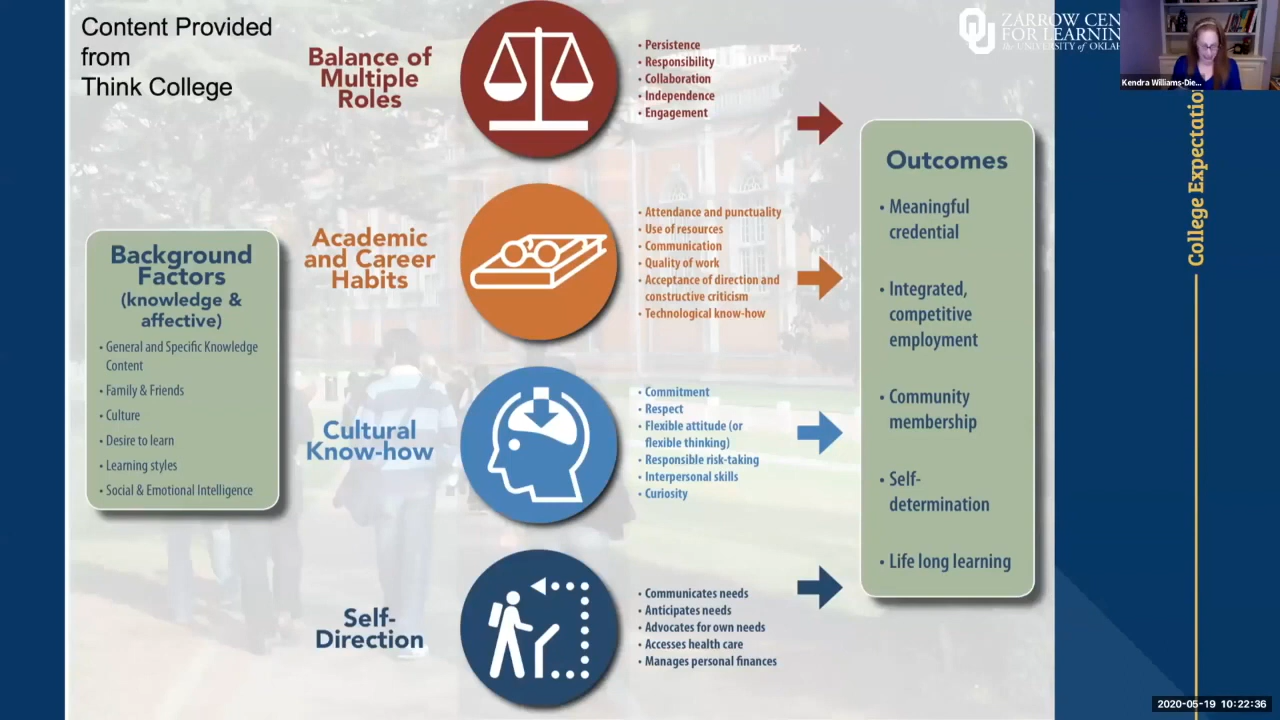 Content Provided
from
Think College
Balance of
Multiple
Roles
• Persistence
• Responsibility
• Collaboration
• Independence
• Engagement
Academic
and Career
Habits
• Attendance and punctuality
• Use of resources
• Communication
• Quality of work
• Acceptance of direction and
constructive criticism
• Technological know-how
Background
Factors
(knowledge &
affective)
• General and Specific Knowledge
Content
• Family & Friends
• Culture
• Desire to learn
• Learning styles
• Social & Emotional Intelligence
Cultural
Know-how
• Commitment
• Respect
• Flexible attitude (or
flexible thinking)
• Responsible risk-taking
• Interpersonal skills
• Curiosity
Self-
Direction
• Communicates needs
• Anticipates needs
• Advocates for own needs
• Accesses health care
• Manages personal finances
Outcomes
• Meaningful
credential
• Integrated,
competitive
employment
• Community
membership
• Self-
determination
• Life long learning
OU
ZARROW CEN
FOR LEARNIN
the UNIVERSITY of OKLAH
Kendra Williams-Die...
College Expectatio
2020-05-19 10:22:36